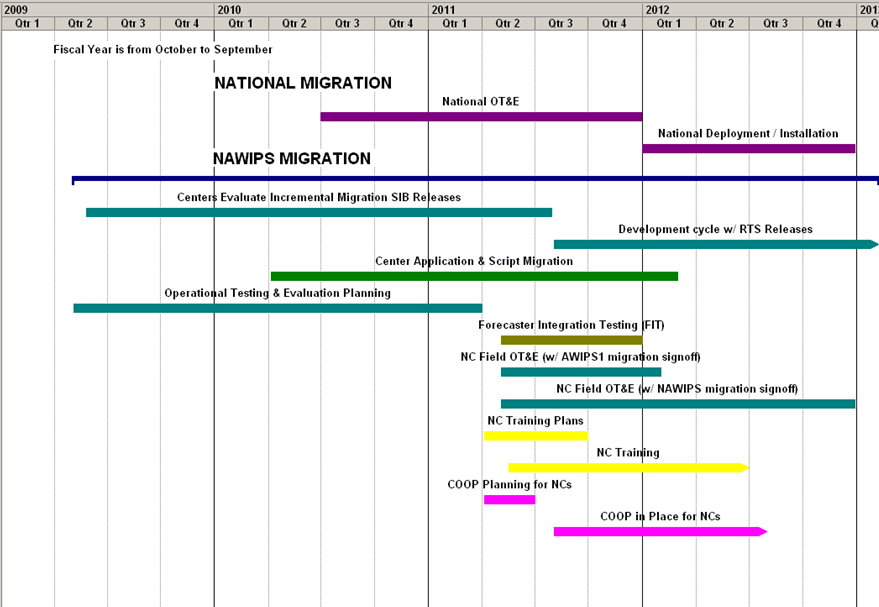 2009 2010 2011 2012
Qtr 1 Qtr 2 Qtr 3 Qtr 4 Qtr 1 Qtr 2 Qtr 3 Qtr 4 Qtr 1 Qtr 2 Qtr 3 Qtr 4 Qtr 1 Qtr 2 Qtr 3 Qtr 4
Fiscal Year is from October to September
NATIONAL MIGRATION
National OT&E
National Deployment / Installation
NAWIPS MIGRATION
Centers Evaluate Incremental Migration SIB Releases
Development cycle w/ RTS Releases
Center Application & Script Migration
Operational Testing & Evaluation Planning
Forecaster Integration Testing (FIT)
NC Field OT&E (w/ AWIPS1 migration signoff)
NC Field OT&E (w/ NAWIPS migration signoff)
NC Training Plans
NC Training
COOP Planning for NCs
COOP in Place for NCs